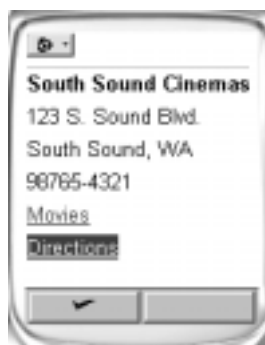 South Sound Cinemas
123 S. Sound Blvd.
South Sound, WA
98765-4321
Movies
Directions